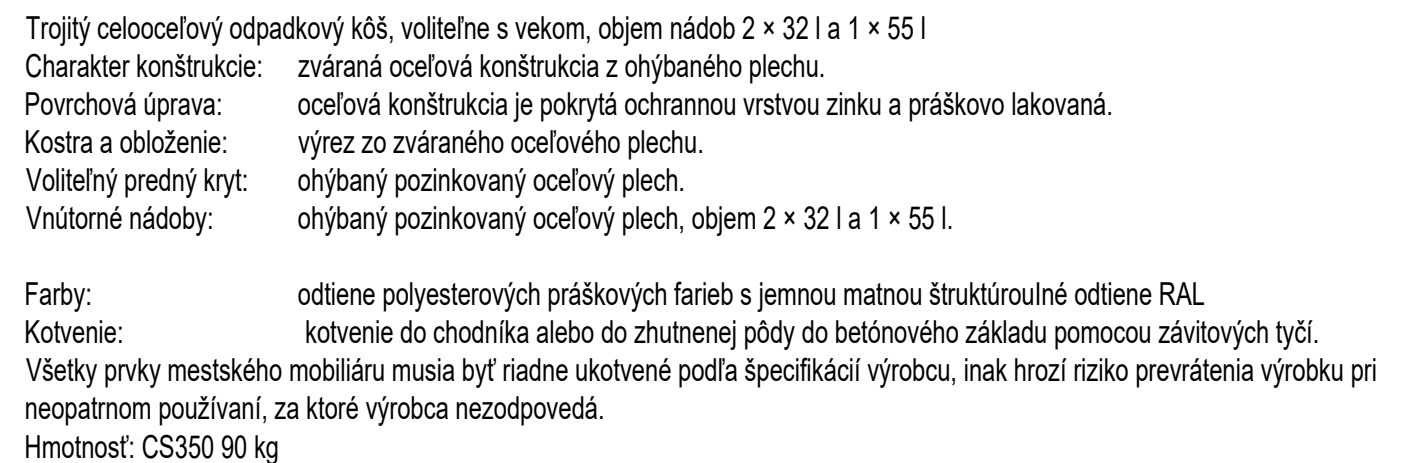 Trojitý celooceľový odpadkový kôš, voliteľne s vekom, objem nádob 2 × 32 l a 1 × 55 l
Charakter konštrukcie: zváraná oceľová konštrukcia z ohýbaného plechu.
Povrchová úprava: oceľová konštrukcia je pokrytá ochrannou vrstvou zinku a práškovo lakovaná.
Kostra a obloženie: výrez zo zváraného oceľového plechu.
Voliteľný predný kryt: ohýbaný pozinkovaný oceľový plech.
Vnútorné nádoby: ohýbaný pozinkovaný oceľový plech, objem 2 × 32 l a 1 × 55 l.
Farby: odtiene polyesterových práškových farieb s jemnou matnou štruktúrouIné odtiene RAL
Kotvenie: kotvenie do chodníka alebo do zhutnenej pôdy do betónového základu pomocou závitových tyčí.
Všetky prvky mestského mobiliáru musia byť riadne ukotvené podľa špecifikácií výrobcu, inak hrozí riziko prevrátenia výrobku pri
neopatrnom používaní, za ktoré výrobca nezodpovedá.
Hmotnosť: CS350 90 kg